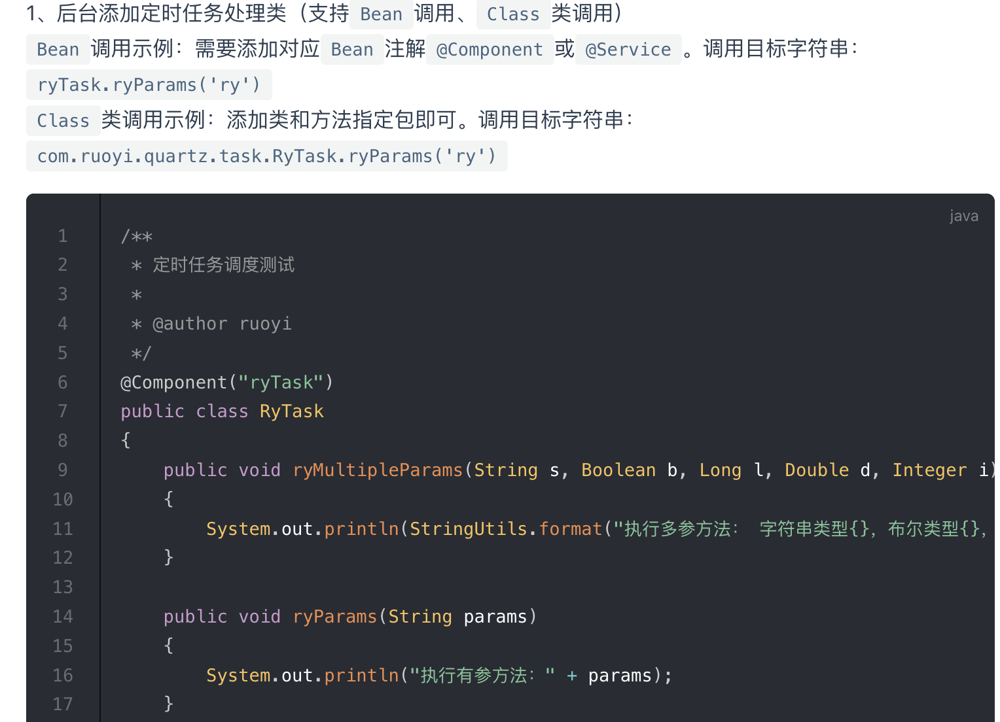 1、后台添加定时任务处理类（支持 Bean 调用、 Class 类调用）
Bean 调用示例：需要添加对应 Bean 注解 @Component 或 @Service 。调用目标字符串：
ryTask.ryParams('ry')
Class 类调用示例：添加类和方法指定包即可。调用目标字符串：
com.ruoyi.quartz.task.RyTask.ryParams('ry')
java
1 /**
2  * 定时任务调度测试
3  *
4  * @author ruoyi
5  */
6 @Component("ryTask")
7 public class RyTask
8 {
9     public void ryMultipleParams(String s, Boolean b, Long l, Double d, Integer i)
10     {
11         System.out.println(StringUtils.format("执行多参方法： 字符串类型{}，布尔类型{}，
12     }
13
14     public void ryParams(String params)
15     {
16         System.out.println("执行有参方法：" + params);
17     }